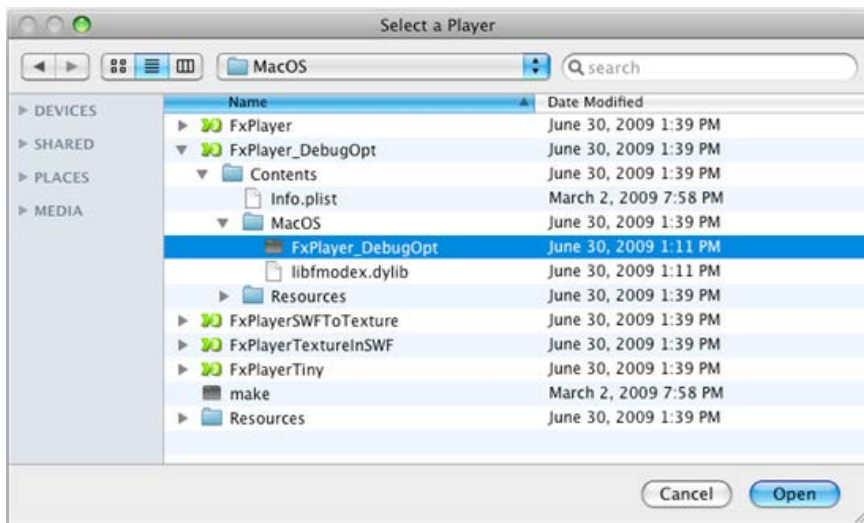 Select a Player
MacOS
search
DEVICES
SHARED
PLACES
MEDIA
Name Date Modified
FxPlayer June 30, 2009 1:39 PM
FxPlayer_DebugOpt June 30, 2009 1:39 PM
Contents June 30, 2009 1:39 PM
Info.plist March 2, 2009 7:58 PM
MacOS June 30, 2009 1:39 PM
FxPlayer_DebugOpt June 30, 2009 1:11 PM
libfmodex.dylib June 30, 2009 1:11 PM
Resources June 30, 2009 1:39 PM
FxPlayerSWFToTexture June 30, 2009 1:39 PM
FxPlayerTextureInSWF June 30, 2009 1:39 PM
FxPlayerTiny June 30, 2009 1:39 PM
make March 2, 2009 7:58 PM
Resources June 30, 2009 1:39 PM
Cancel Open